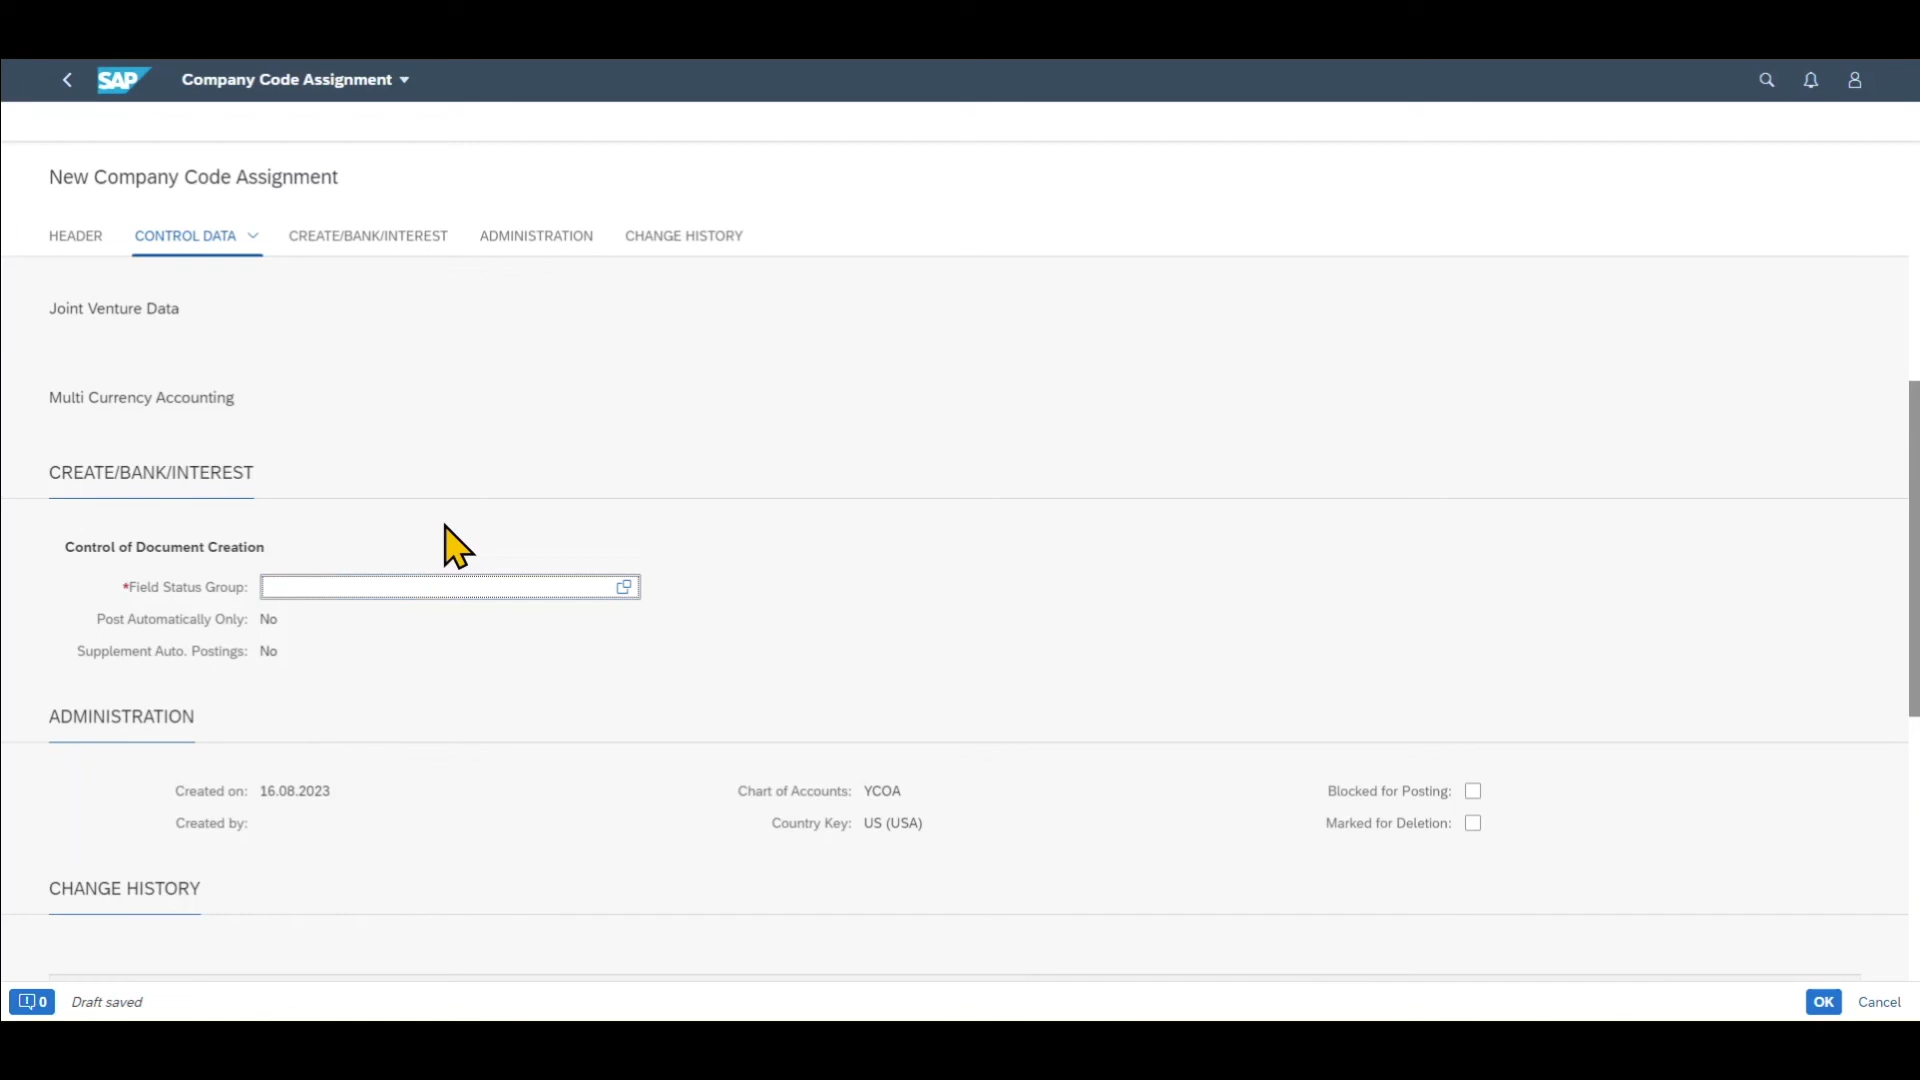 SAP Company Code Assignment
New Company Code Assignment
HEADER CONTROL DATA CREATE/BANK/INTEREST ADMINISTRATION CHANGE HISTORY
Joint Venture Data
Multi Currency Accounting
CREATE/BANK/INTEREST
Control of Document Creation
*Field Status Group:
Post Automatically Only: No
Supplement Auto. Postings: No
ADMINISTRATION
Created on: 16.08.2023 Chart of Accounts: YCOA Blocked for Posting:
Created by: Country Key: US (USA) Marked for Deletion:
CHANGE HISTORY
0 Draft saved OK Cancel